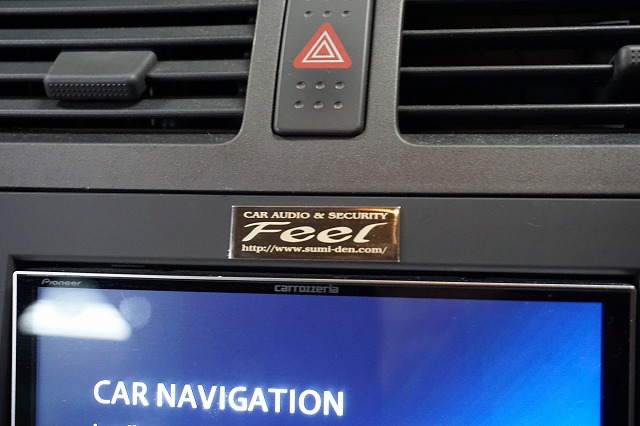 CAR AUDIO & SECURITY
Feel
http://www.sumi-den.com/
Pioneer
carrozzeria
CAR NAVIGATION